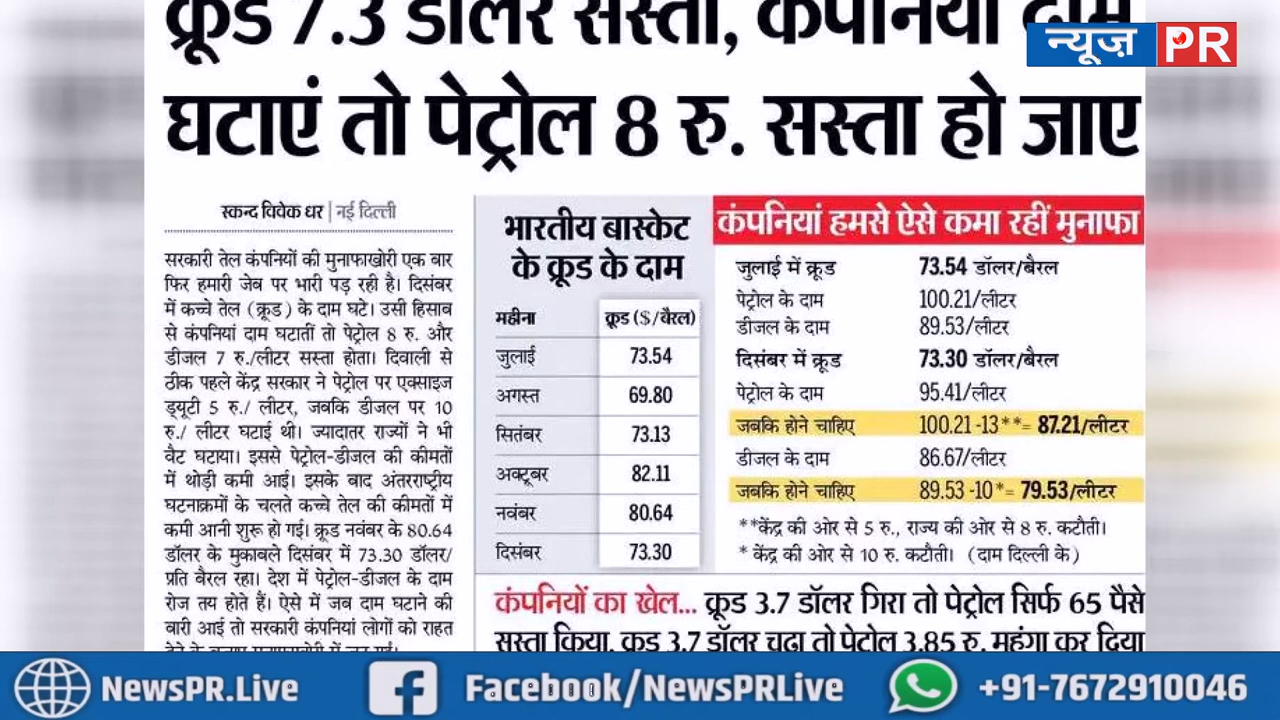 क्रूड 7.3 डॉलर सस्ता, कंपनियां दाम
घटाएं तो पेट्रोल 8 रु. सस्ता हो जाए
न्यूज़ PR
स्कन्द विवेक धर | नई दिल्ली
सरकारी तेल कंपनियों की मुनाफाखोरी एक बार
फिर हमारी जेब पर भारी पड़ रही है। दिसंबर
में कच्चे तेल (क्रूड) के दाम घटे। उसी हिसाब
से कंपनियां दाम घटातीं तो पेट्रोल 8 रु. और
डीजल 7 रु./लीटर सस्ता होता। दिवाली से
ठीक पहले केंद्र सरकार ने पेट्रोल पर एक्साइज
ड्यूटी 5 रु./ लीटर, जबकि डीजल पर 10
रु./ लीटर घटाई थी। ज्यादातर राज्यों ने भी
वैट घटाया। इससे पेट्रोल-डीजल की कीमतों
में थोड़ी कमी आई। इसके बाद अंतरराष्ट्रीय
घटनाक्रमों के चलते कच्चे तेल की कीमतों में
कमी आनी शुरू हो गई। क्रूड नवंबर के 80.64
डॉलर के मुकाबले दिसंबर में 73.30 डॉलर/
प्रति बैरल रहा। देश में पेट्रोल-डीजल के दाम
रोज तय होते हैं। ऐसे में जब दाम घटाने की
बारी आई तो सरकारी कंपनियां लोगों को राहत
भारतीय बास्केट
के क्रूड के दाम
महीना क्रूड ($/बैरल)
जुलाई 73.54
अगस्त 69.80
सितंबर 73.13
अक्टूबर 82.11
नवंबर 80.64
दिसंबर 73.30
कंपनियां हमसे ऐसे कमा रहीं मुनाफा
जुलाई में क्रूड 73.54 डॉलर/बैरल
पेट्रोल के दाम 100.21/लीटर
डीजल के दाम 89.53/लीटर
दिसंबर में क्रूड 73.30 डॉलर/बैरल
पेट्रोल के दाम 95.41/लीटर
जबकि होने चाहिए 100.21 -13**= 87.21/लीटर
डीजल के दाम 86.67/लीटर
जबकि होने चाहिए 89.53 -10*= 79.53/लीटर
**केंद्र की ओर से 5 रु., राज्य की ओर से 8 रु. कटौती।
* केंद्र की ओर से 10 रु. कटौती। (दाम दिल्ली के)
कंपनियों का खेल... क्रूड 3.7 डॉलर गिरा तो पेट्रोल सिर्फ 65 पैसे
सस्ता किया, क्रूड 3.7 डॉलर चढ़ा तो पेट्रोल 3.85 रु. महंगा कर दिया
NewsPR.Live Facebook/NewsPRLive +91-7672910046